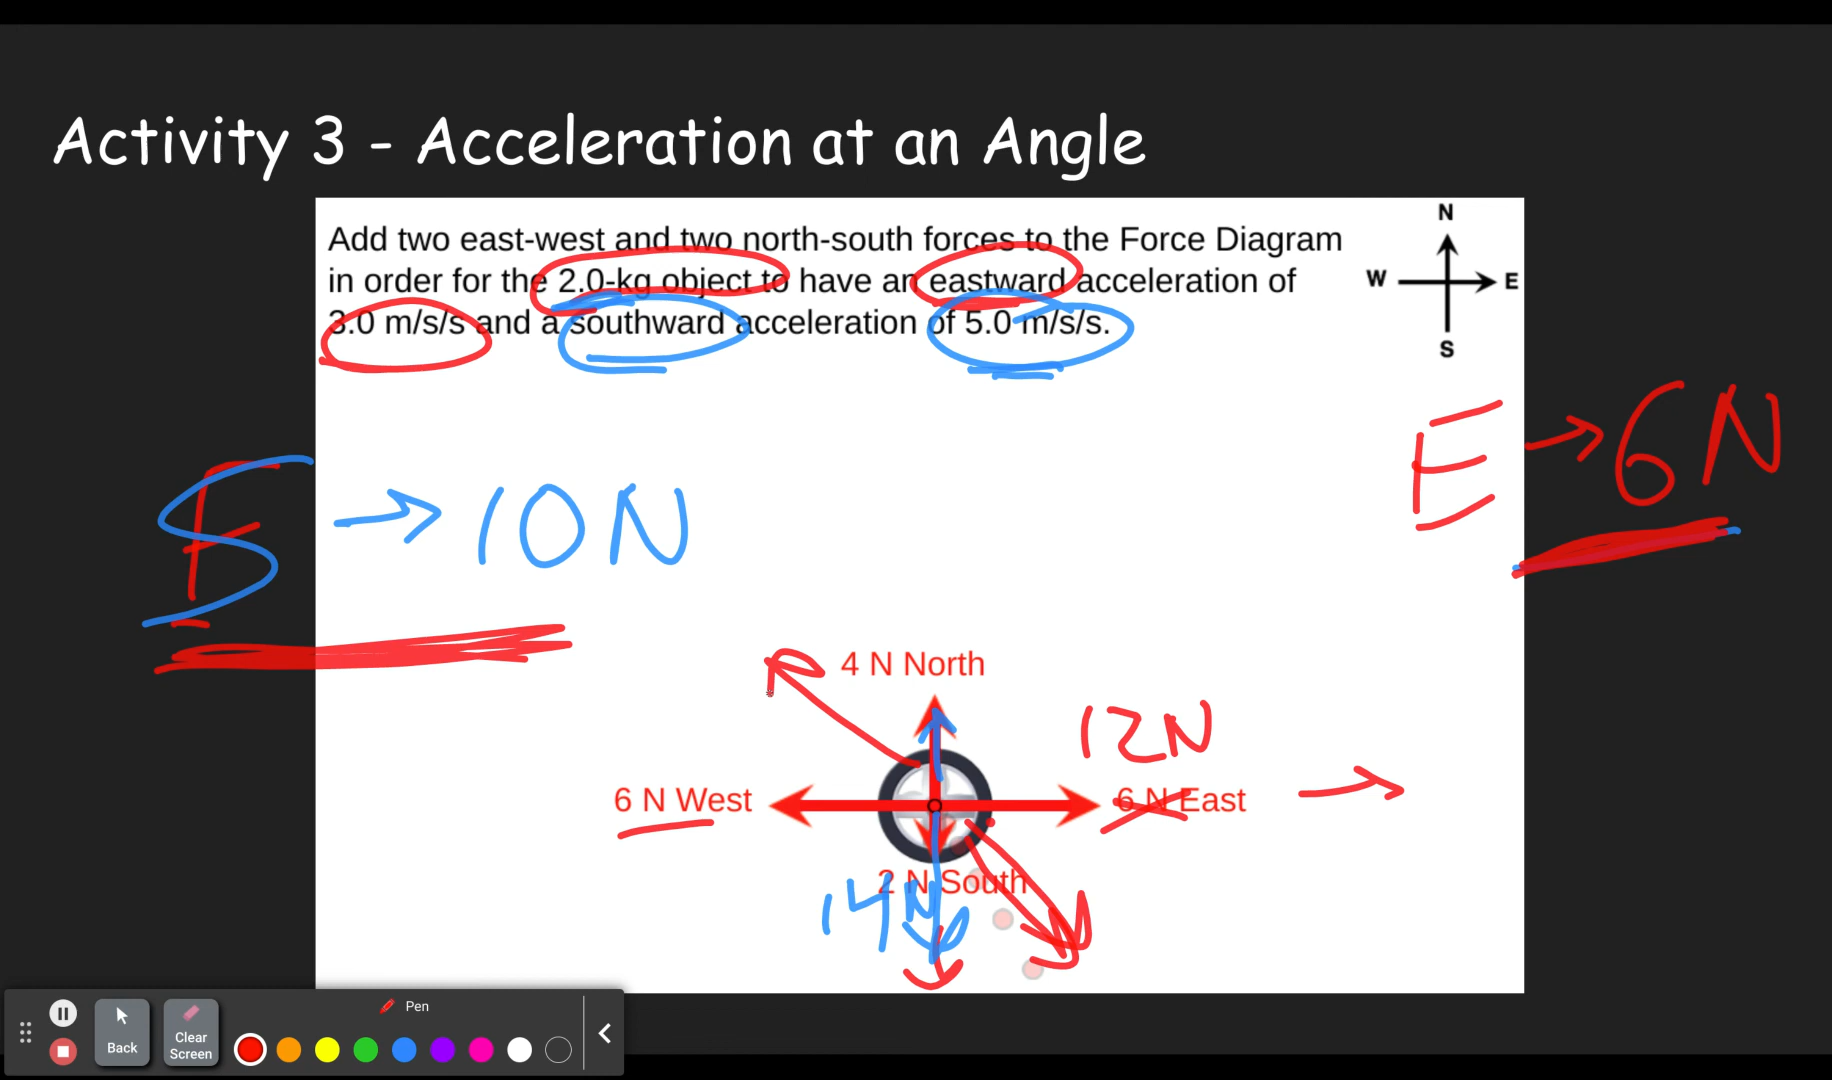 Activity 3 - Acceleration at an Angle
Add two east-west and two north-south forces to the Force Diagram
in order for the 2.0-kg object to have an eastward acceleration of
3.0 m/s/s and a southward acceleration of 5.0 m/s/s.
N
W E
S
E → 6N
S → 10N
4 N North
12N
6 N West
6 N East
2 N South
14N
Pen
Back
Clear
Screen